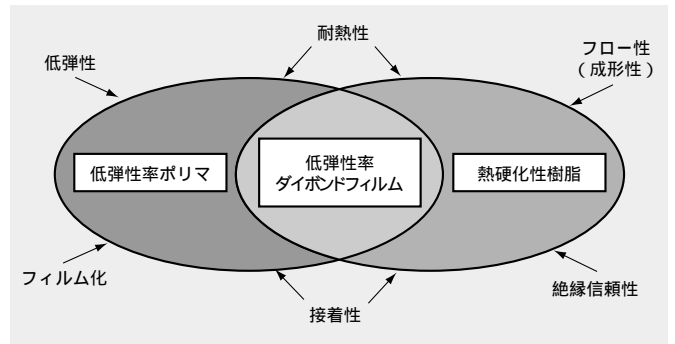 耐熱性
低弾性
フロー性
（成形性）
低弾性率ポリマ
低弾性率
ダイボンドフィルム
熱硬化性樹脂
フィルム化
接着性
絶縁信頼性